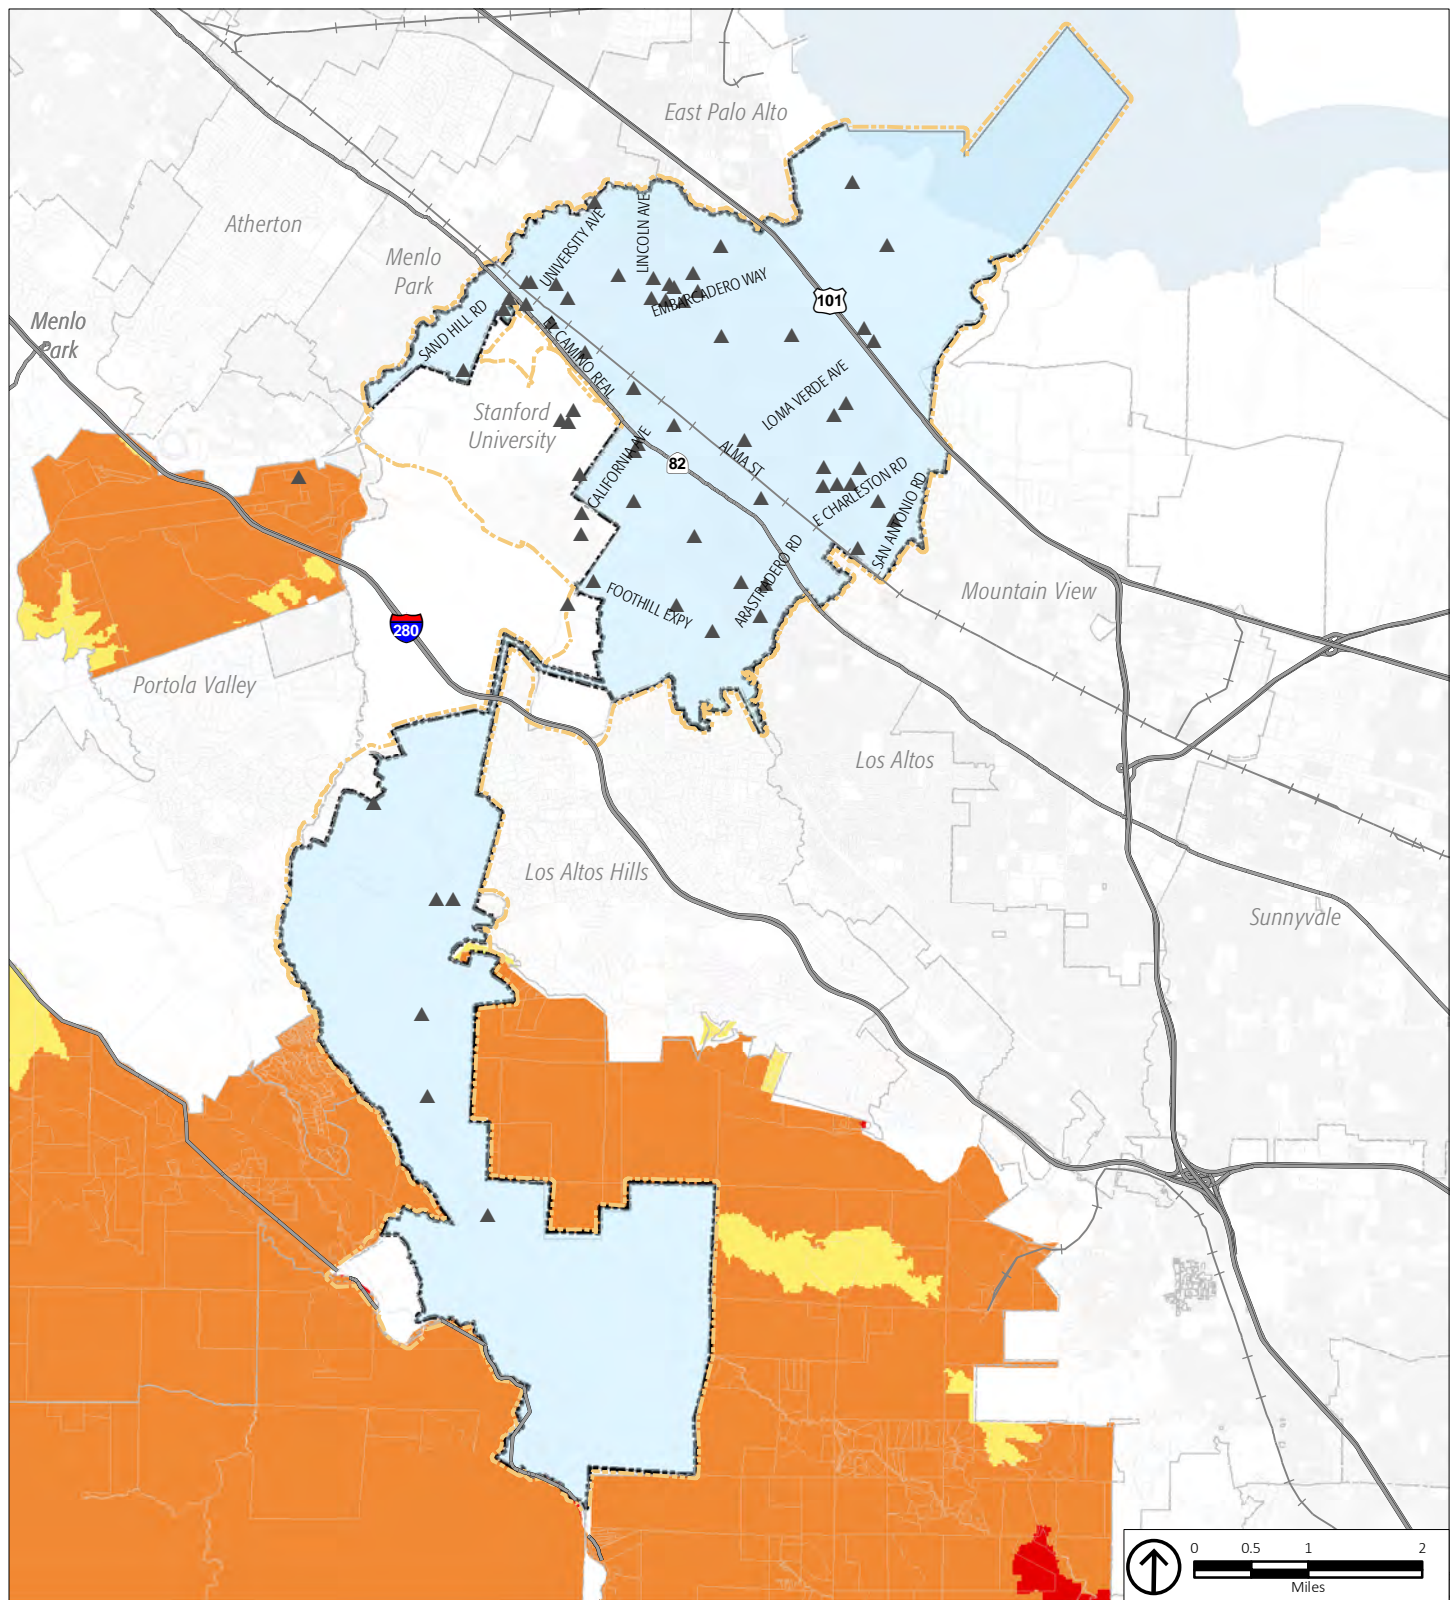 East Palo Alto
Atherton
UNIVERSITY AVE
LINCOLN AVE
Menlo
Park
EMBARCADERO WAY
101
Menlo
Park
SAND HILL RD
EL CAMINO REAL
LOMA VERDE AVE
Stanford
University
CALIFORNIA AVE
82
ALMA ST
E CHARLESTON RD
SAN ANTONIO RD
FOOTHILL EXPY
ARASTRADERO RD
Mountain View
280
Portola Valley
Los Altos
Los Altos Hills
Sunnyvale
0 0.5 1 2
Miles